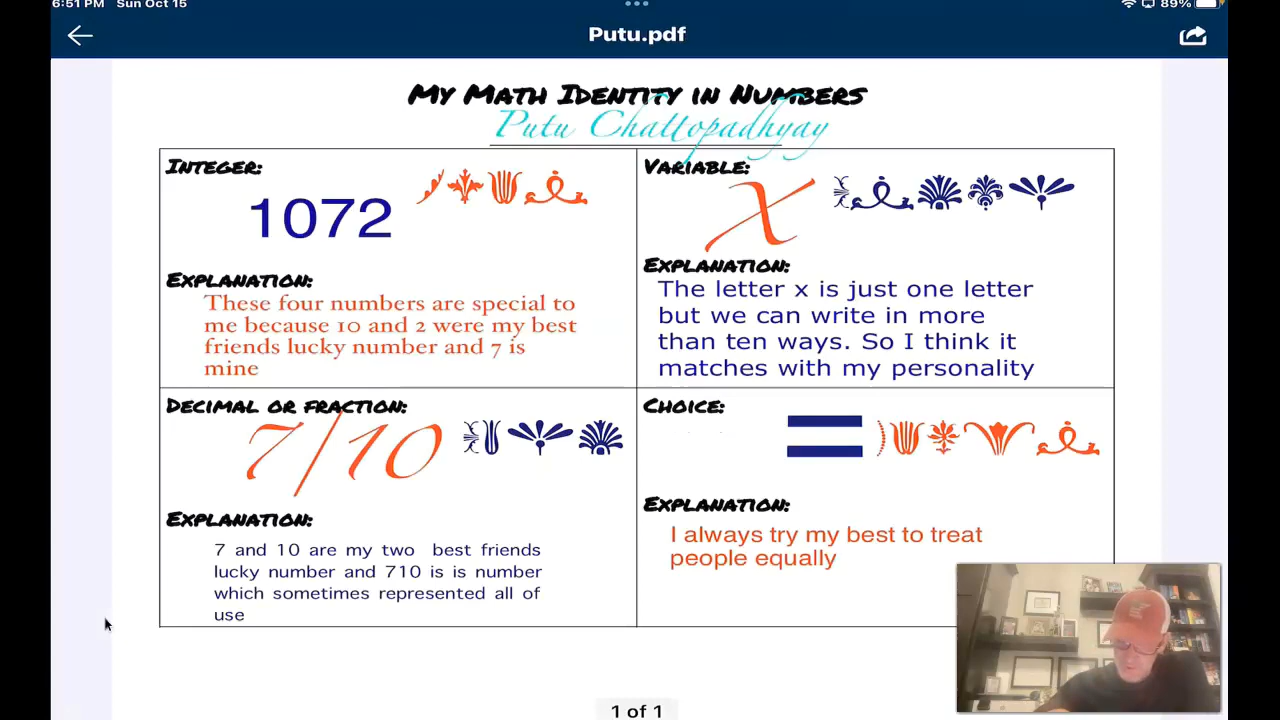 6:51 PM Sun Oct 15
89%
Putu.pdf
My Math Identity in Numbers
Putu Chattopadhyay
Integer:
1072
Explanation:
These four numbers are special to
me because 10 and 2 were my best
friends lucky number and 7 is
mine
Variable:
x
Explanation:
The letter x is just one letter
but we can write in more
than ten ways. So I think it
matches with my personality
Decimal or fraction:
7/10
Explanation:
7 and 10 are my two best friends
lucky number and 710 is is number
which sometimes represented all of
use
Choice:
=
Explanation:
I always try my best to treat
people equally
1 of 1